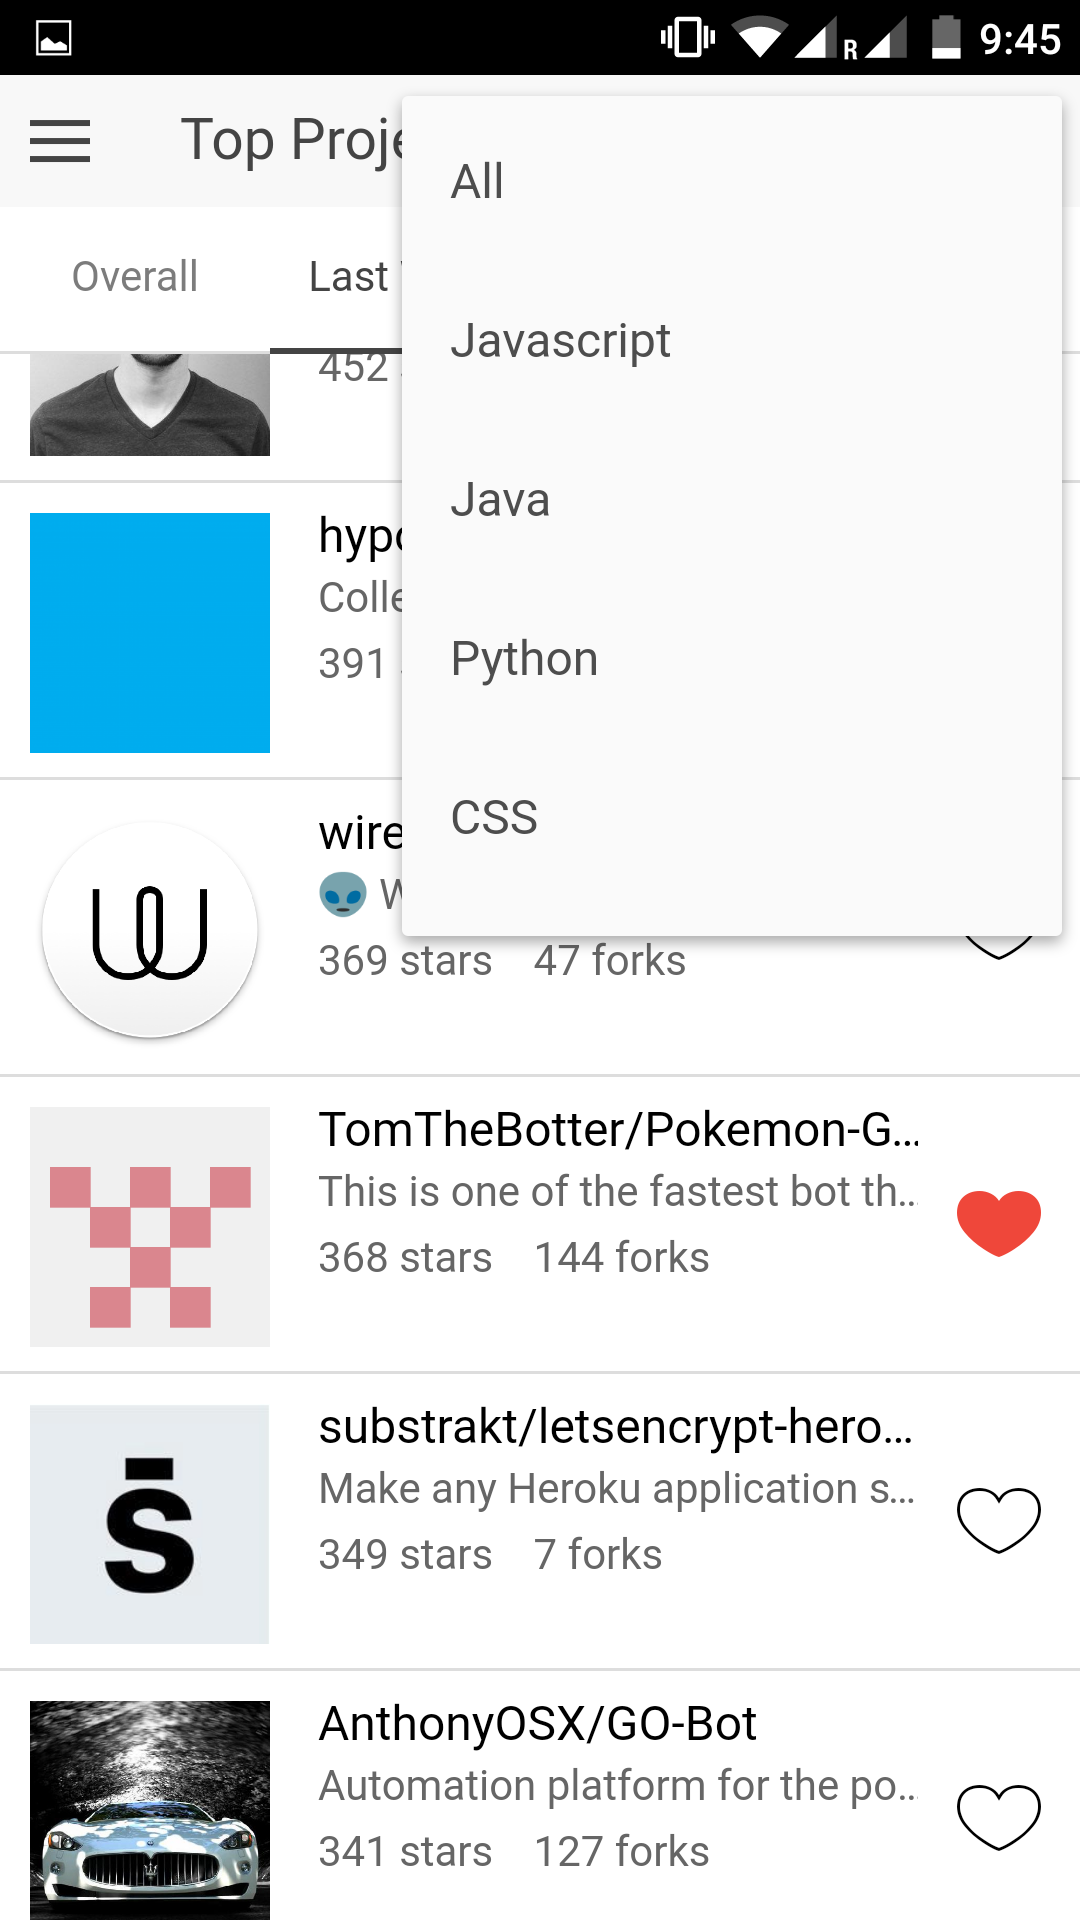 R 9:45
Top Proje
All
Overall
Last
Javascript
452
Java
hypo
Colle
391
Python
wire
CSS
W
369 stars 47 forks
TomTheBotter/Pokemon-G...
This is one of the fastest bot th...
368 stars 144 forks
substrakt/letsencrypt-hero...
Make any Heroku application s...
349 stars 7 forks
s
AnthonyOSX/GO-Bot
Automation platform for the po...
341 stars 127 forks